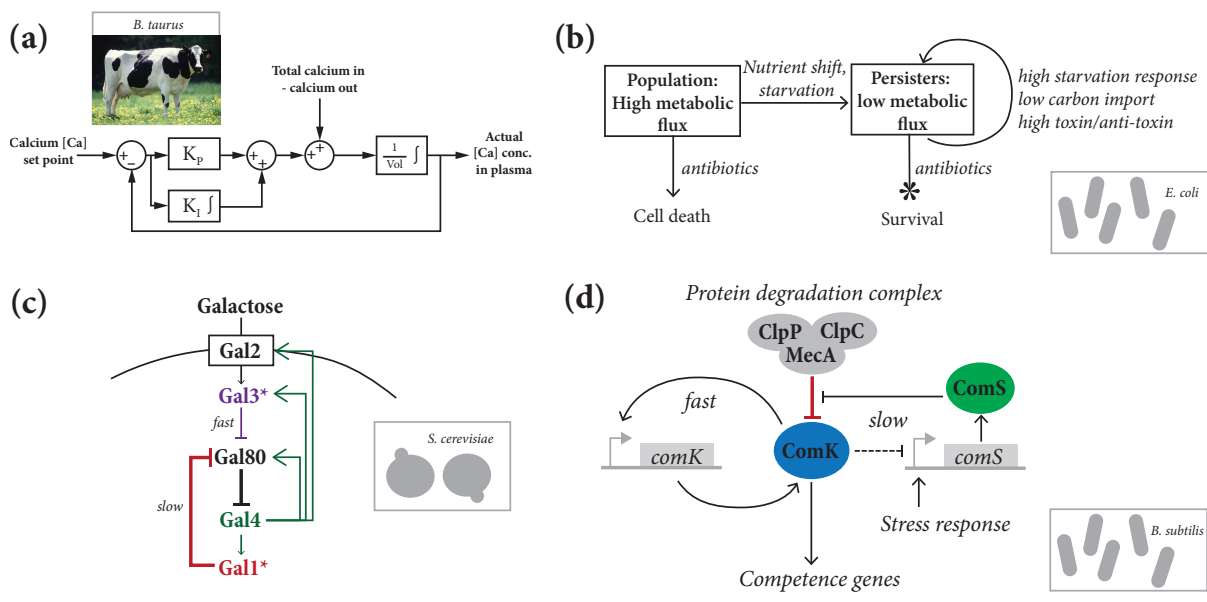 (a)
B. taurus
Total calcium in
- calcium out
Calcium [Ca]
set point
+
-
K_P
K_I ∫
+
+
+
+
1
Vol
∫
Actual
[Ca] conc.
in plasma
(b)
Population:
High metabolic
flux
Nutrient shift,
starvation
Persisters:
low metabolic
flux
high starvation response
low carbon import
high toxin/anti-toxin
antibiotics
antibiotics
Cell death
*
Survival
E. coli
(c)
Galactose
Gal2
Gal3*
fast
Gal80
slow
Gal4
Gal1*
S. cerevisiae
(d)
Protein degradation complex
ClpP
ClpC
MecA
ComS
fast
slow
comK
ComK
comS
Stress response
Competence genes
B. subtilis